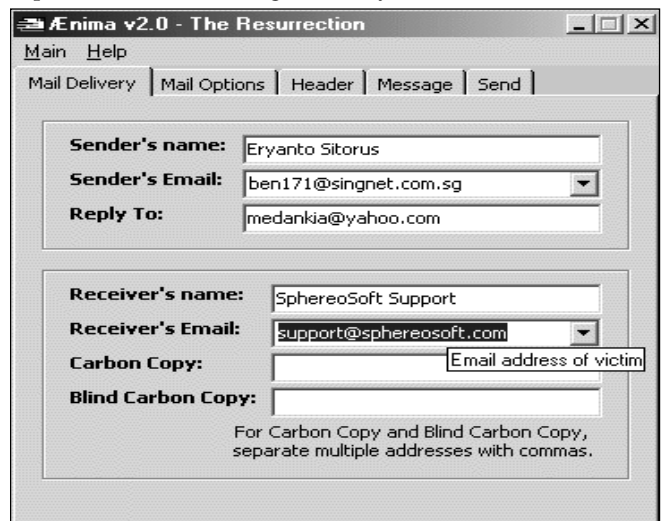 Ænima v2.0 - The Resurrection
Main Help
Mail Delivery Mail Options Header Message Send
Sender's name: Eryanto Sitorus
Sender's Email: ben171@singnet.com.sg
Reply To: medankia@yahoo.com
Receiver's name: SphereoSoft Support
Receiver's Email: support@sphereosoft.com
Email address of victim
Carbon Copy:
Blind Carbon Copy:
For Carbon Copy and Blind Carbon Copy,
separate multiple addresses with commas.